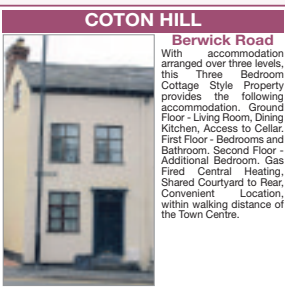 COTON HILL
Berwick Road
With accommodation
arranged over three levels,
this Three Bedroom
Cottage Style Property
provides the following
accommodation. Ground
Floor - Living Room, Dining
Kitchen, Access to Cellar.
First Floor - Bedrooms and
Bathroom. Second Floor -
Additional Bedroom. Gas
Fired Central Heating,
Shared Courtyard to Rear,
Convenient Location,
within walking distance of
the Town Centre.